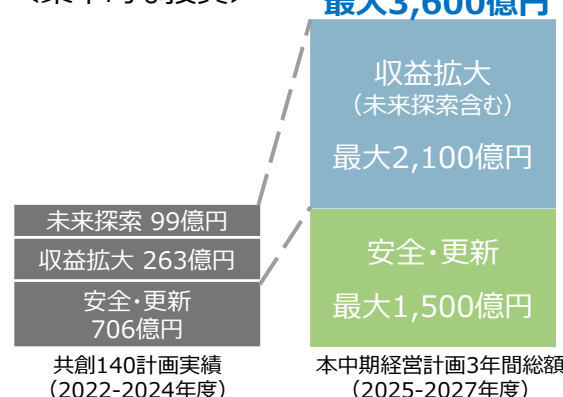 最大3,600億円
収益拡大
（未来探索含む）
最大2,100億円
未来探索 99億円
収益拡大 263億円
安全・更新
706億円
安全・更新
最大1,500億円
共創140計画実績
（2022-2024年度）
本中期経営計画3年間総額
（2025-2027年度）